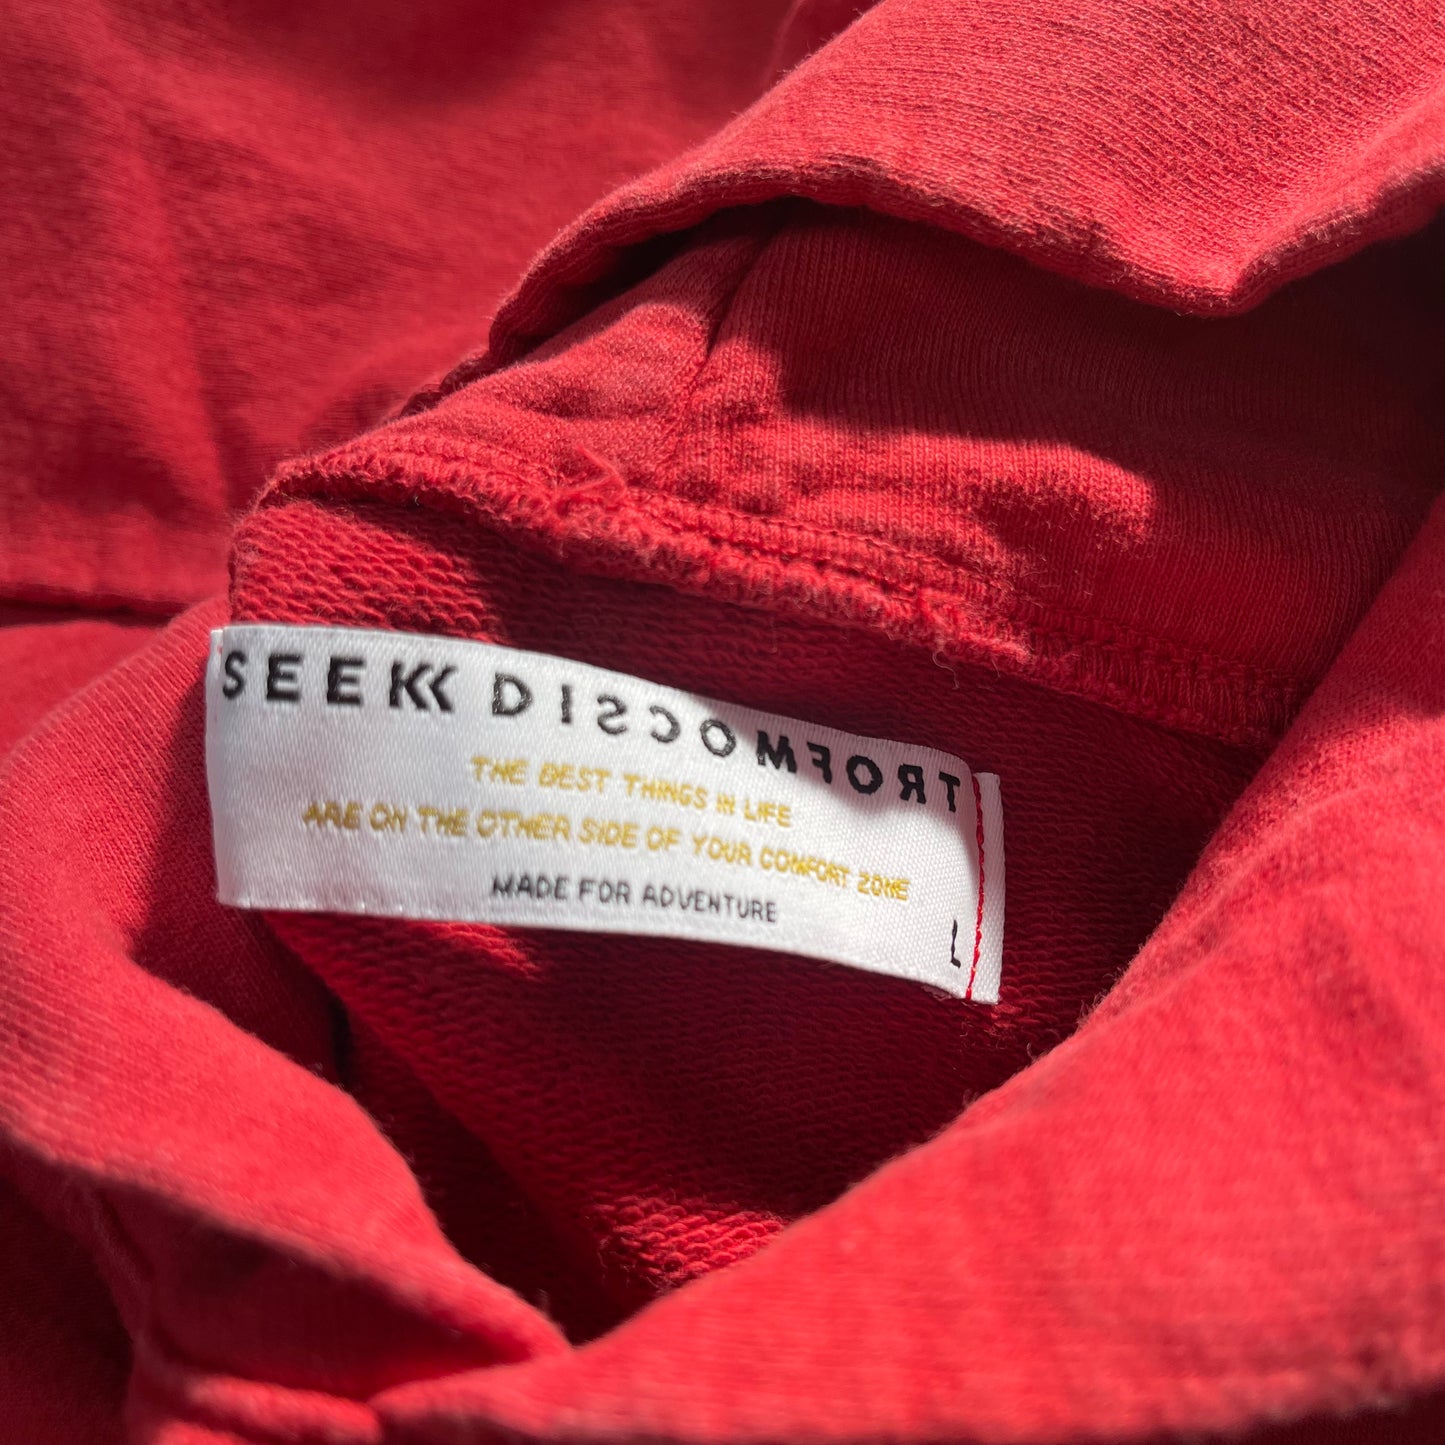 SEEK DISCOMFORT
THE BEST THINGS IN LIFE
ARE ON THE OTHER SIDE OF YOUR COMFORT ZONE
MADE FOR ADVENTURE
L